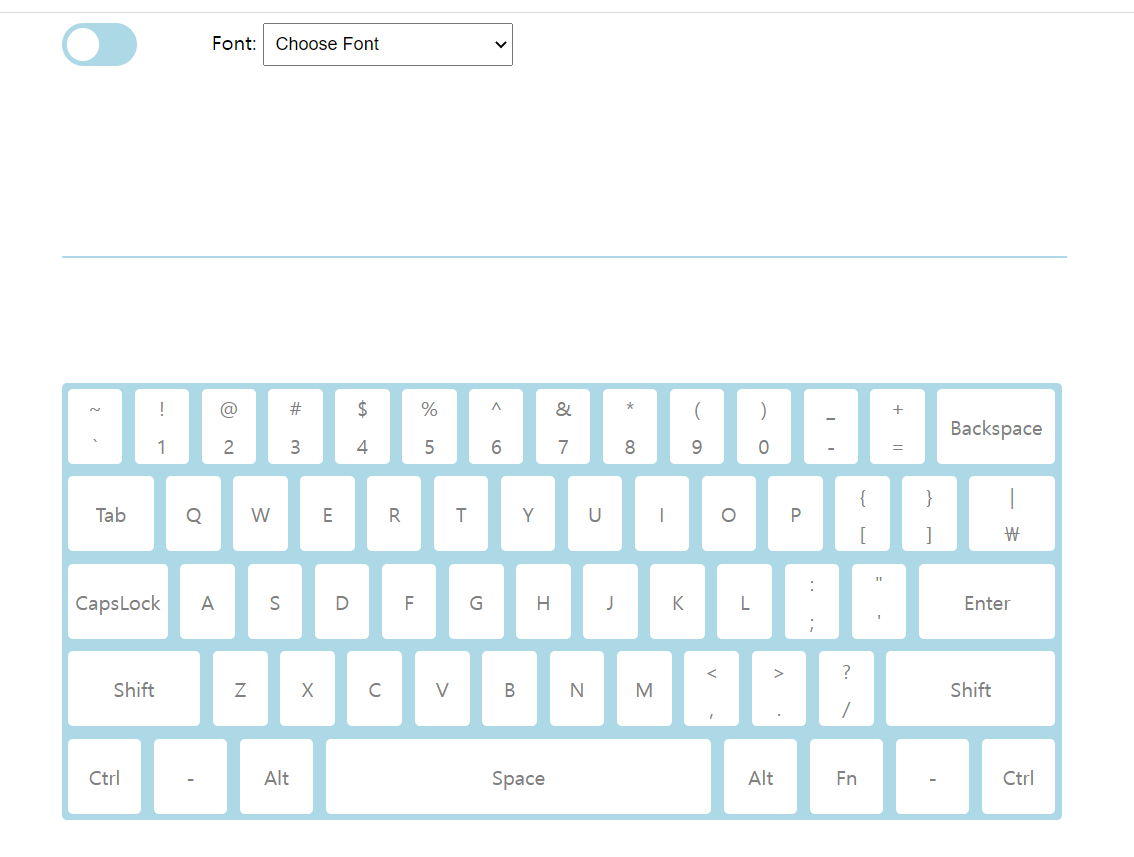 Font: Choose Font
~ ! @ # $ % ^ & * ( ) _ +
` 1 2 3 4 5 6 7 8 9 0 - = Backspace
{ } |
Tab Q W E R T Y U I O P [ ] ₩
: "
CapsLock A S D F G H J K L ; ' Enter
< > ?
Shift Z X C V B N M , . / Shift
Ctrl - Alt Space Alt Fn - Ctrl